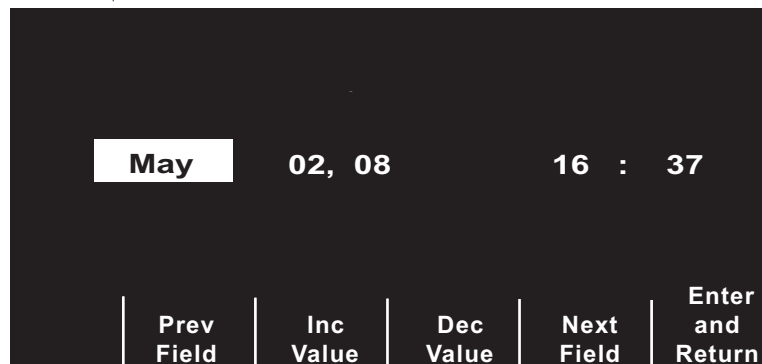 May 02, 08 16 : 37
Prev Field
Inc Value
Dec Value
Next Field
Enter and Return